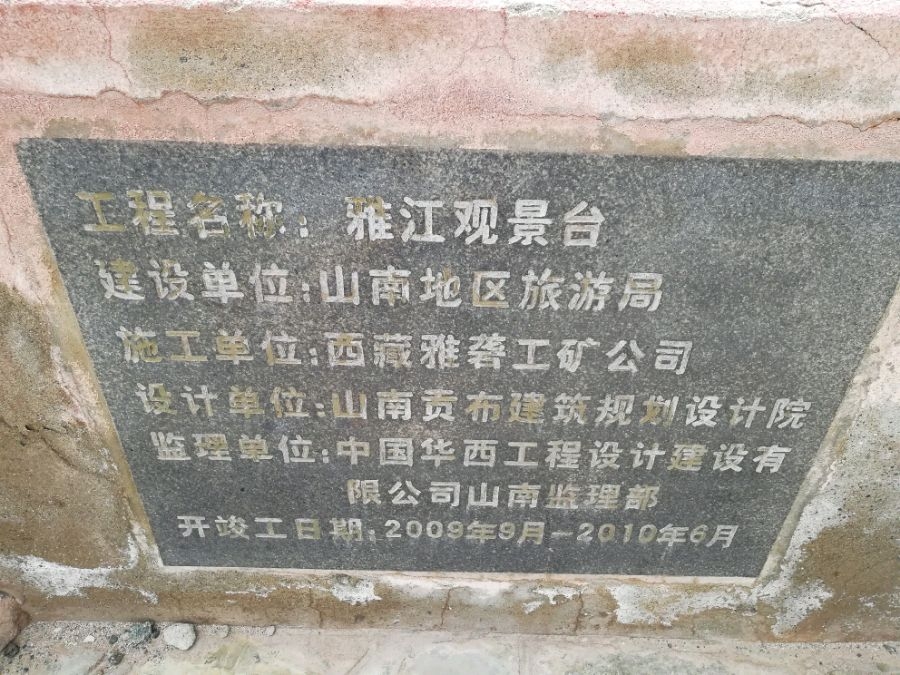 工程名称：雅江观景台
建设单位:山南地区旅游局
施工单位:西藏雅砻工矿公司
设计单位:山南贡布建筑规划设计院
监理单位:中国华西工程设计建设有
限公司山南监理部
开竣工日期:2009年9月-2010年6月